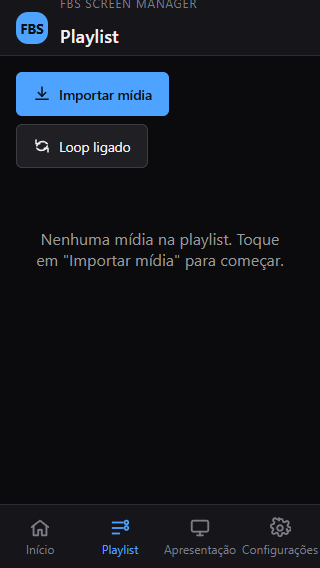 FBS SCREEN MANAGER
FBS
Playlist
Importar mídia
Loop ligado
Nenhuma mídia na playlist. Toque
em "Importar mídia" para começar.
Início
Playlist
Apresentação
Configurações